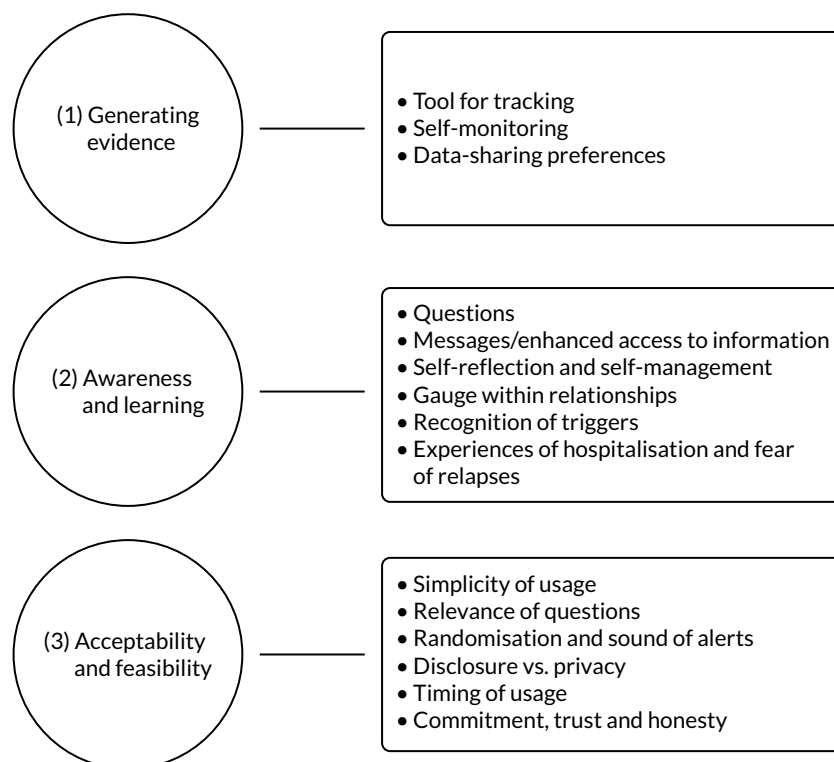 (1) Generating
evidence
• Tool for tracking
• Self-monitoring
• Data-sharing preferences
(2) Awareness
and learning
• Questions
• Messages/enhanced access to information
• Self-reflection and self-management
• Gauge within relationships
• Recognition of triggers
• Experiences of hospitalisation and fear
of relapses
(3) Acceptability
and feasibility
• Simplicity of usage
• Relevance of questions
• Randomisation and sound of alerts
• Disclosure vs. privacy
• Timing of usage
• Commitment, trust and honesty